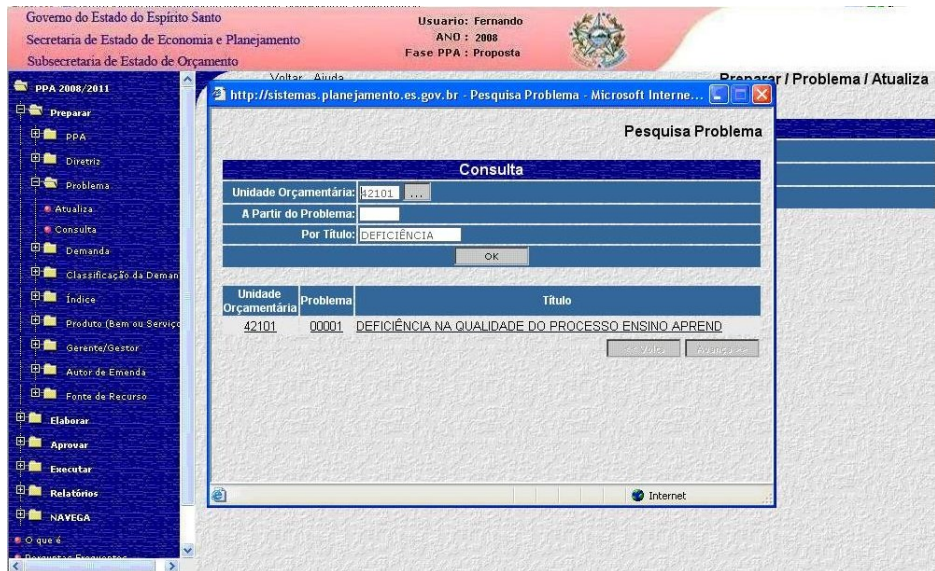 Governo do Estado do Espírito Santo
Secretaria de Estado de Economia e Planejamento
Subsecretaria de Estado de Orçamento
Usuario: Fernando
ANO : 2008
Fase PPA : Proposta
Voltar Ajuda
Preparar / Problema / Atualiza
PPA 2008/2011
Preparar
PPA
Diretriz
Problema
Atualiza
Consulta
Demanda
Classificação da Deman
Índice
Produto (Bem ou Serviço
Gerente/Gestor
Autor de Emenda
Fonte de Recurso
Elaborar
Aprovar
Executar
Relatórios
NAVEGA
O que é
Perguntas Frequentes
http://sistemas.planejamento.es.gov.br - Pesquisa Problema - Microsoft Interne...
Pesquisa Problema
Consulta
Unidade Orçamentária: 42101 ...
A Partir do Problema:
Por Título: DEFICIÊNCIA
OK
Unidade Orçamentária Problema Título
42101 00001 DEFICIÊNCIA NA QUALIDADE DO PROCESSO ENSINO APREND
<< Volta Avança >>
Internet